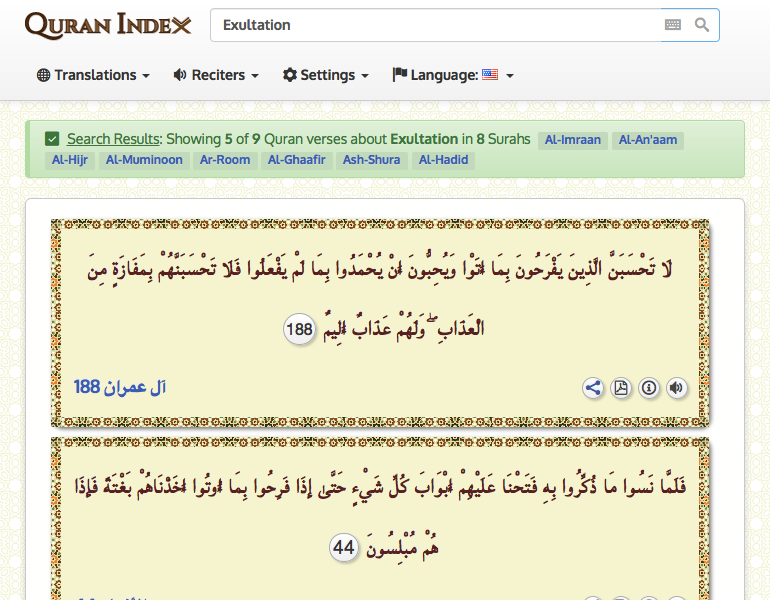 QURAN INDEX
Exultation
Translations
Reciters
Settings
Language:
Search Results: Showing 5 of 9 Quran verses about Exultation in 8 Surahs Al-Imraan Al-An'aam
Al-Hijr Al-Muminoon Ar-Room Al-Ghaafir Ash-Shura Al-Hadid
لَا تَحْسَبَنَّ الَّذِينَ يَفْرَحُونَ بِمَا أَتَوْا وَيُحِبُّونَ أَنْ يُحْمَدُوا بِمَا لَمْ يَفْعَلُوا فَلَا تَحْسَبَنَّهُمْ بِمَفَازَةٍ مِنَ
الْعَذَابِ ۖ وَلَهُمْ عَذَابٌ أَلِيمٌ 188
آل عمران 188
فَلَمَّا نَسُوا مَا ذُكِّرُوا بِهِ فَتَحْنَا عَلَيْهِمْ أَبْوَابَ كُلِّ شَيْءٍ حَتَّىٰ إِذَا فَرِحُوا بِمَا أُوتُوا أَخَذْنَاهُمْ بَغْتَةً فَإِذَا
هُمْ مُبْلِسُونَ 44